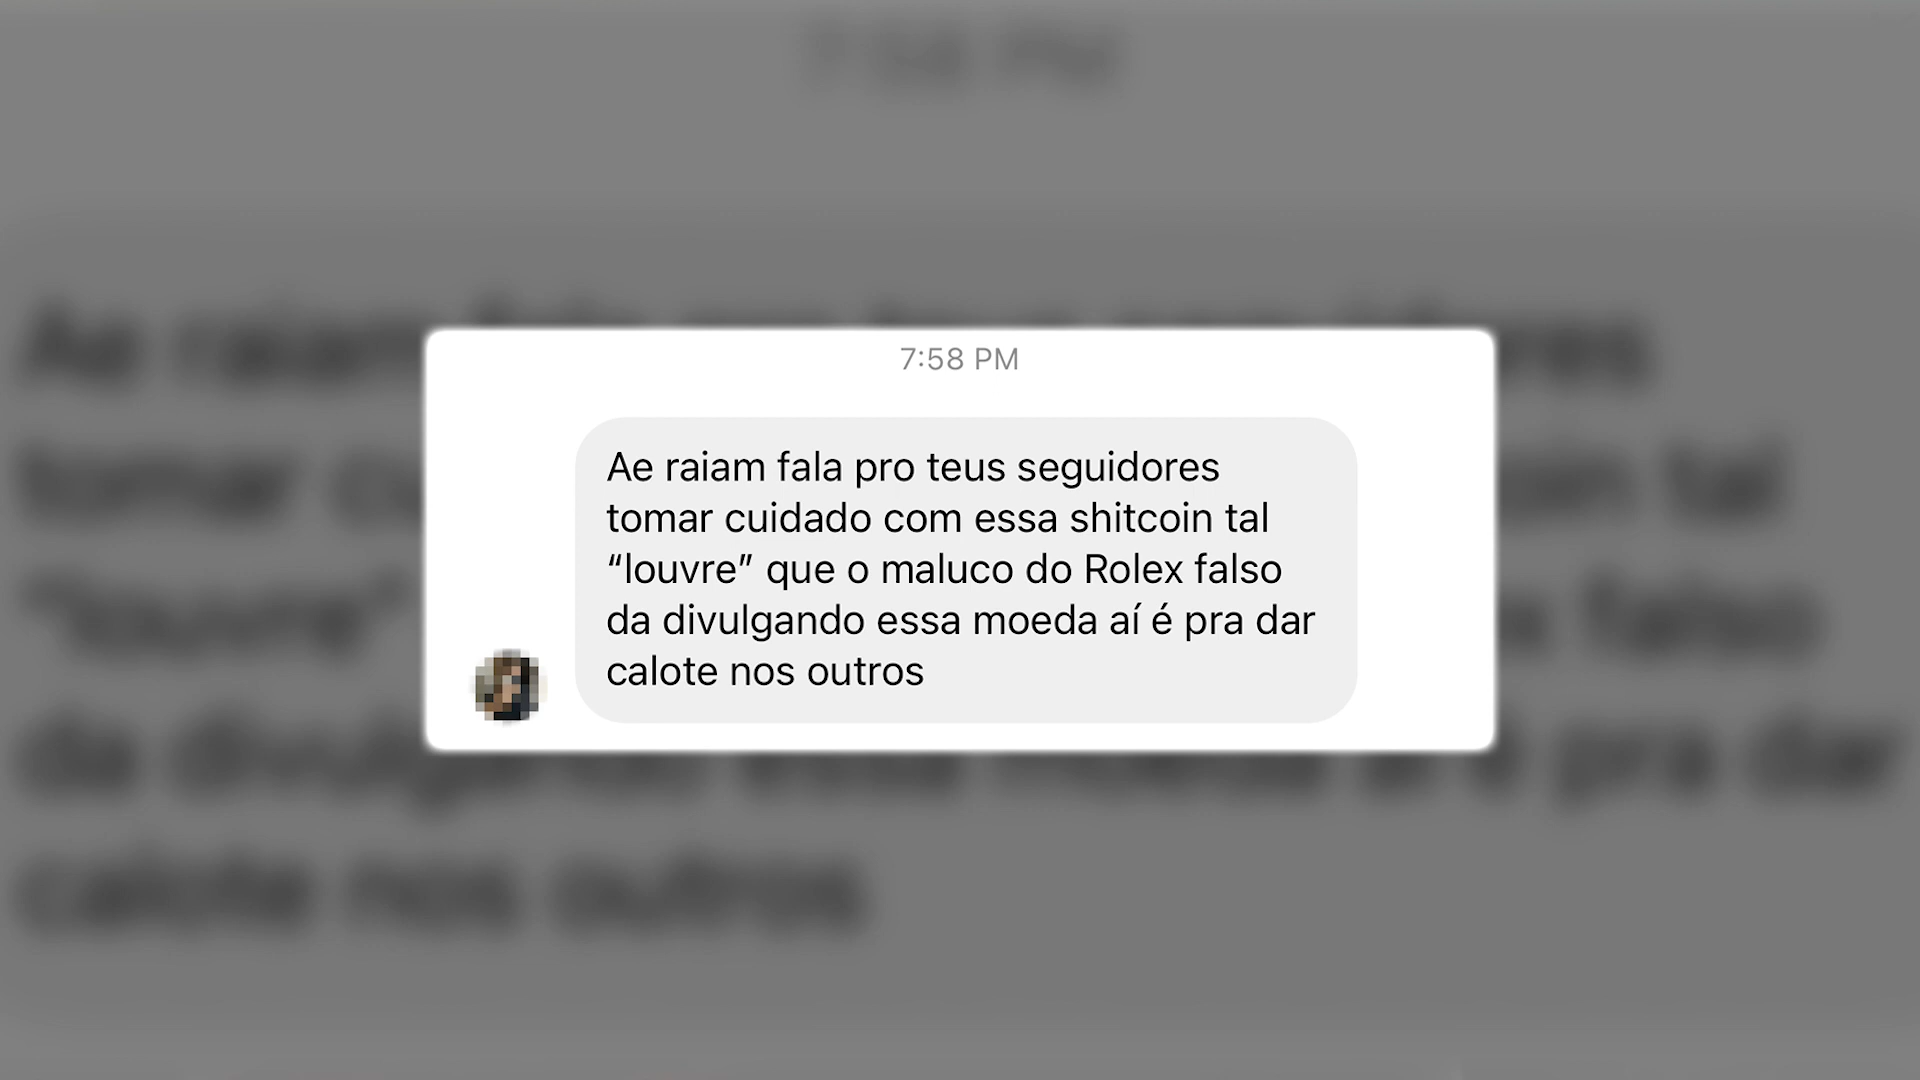 7:58 PM
Ae raiam fala pro teus seguidores
tomar cuidado com essa shitcoin tal
“louvre” que o maluco do Rolex falso
da divulgando essa moeda aí é pra dar
calote nos outros